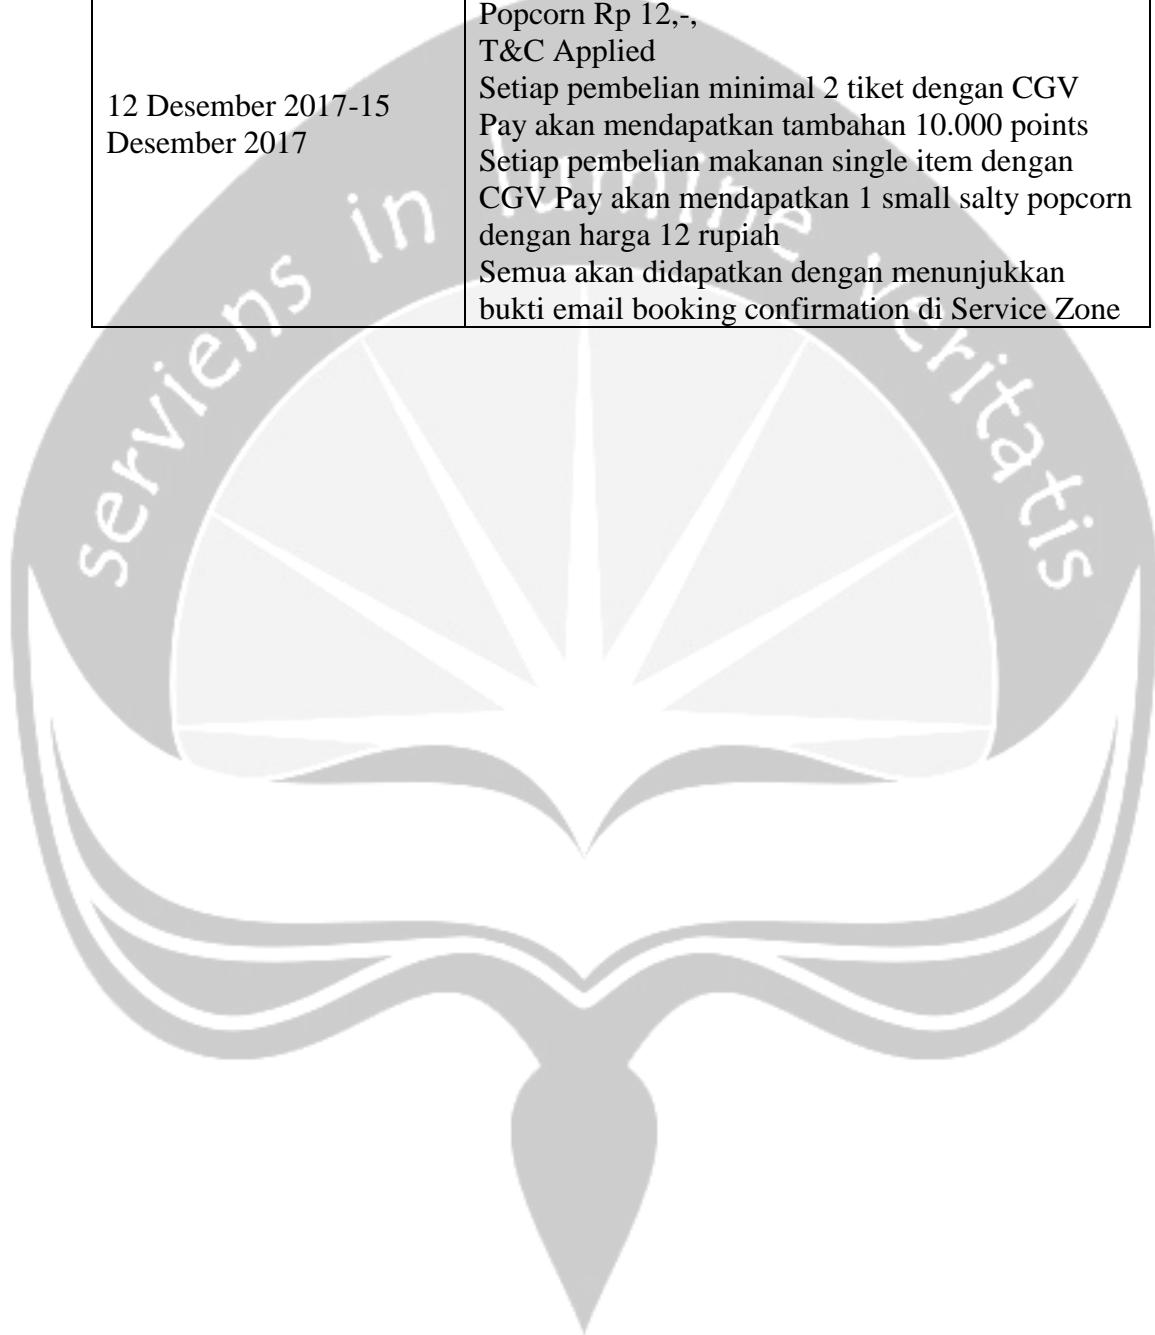 12 Desember 2017-15
Desember 2017
Popcorn Rp 12,-,
T&C Applied
Setiap pembelian minimal 2 tiket dengan CGV
Pay akan mendapatkan tambahan 10.000 points
Setiap pembelian makanan single item dengan
CGV Pay akan mendapatkan 1 small salty popcorn
dengan harga 12 rupiah
Semua akan didapatkan dengan menunjukkan
bukti email booking confirmation di Service Zone
serviens in lumine veritatis